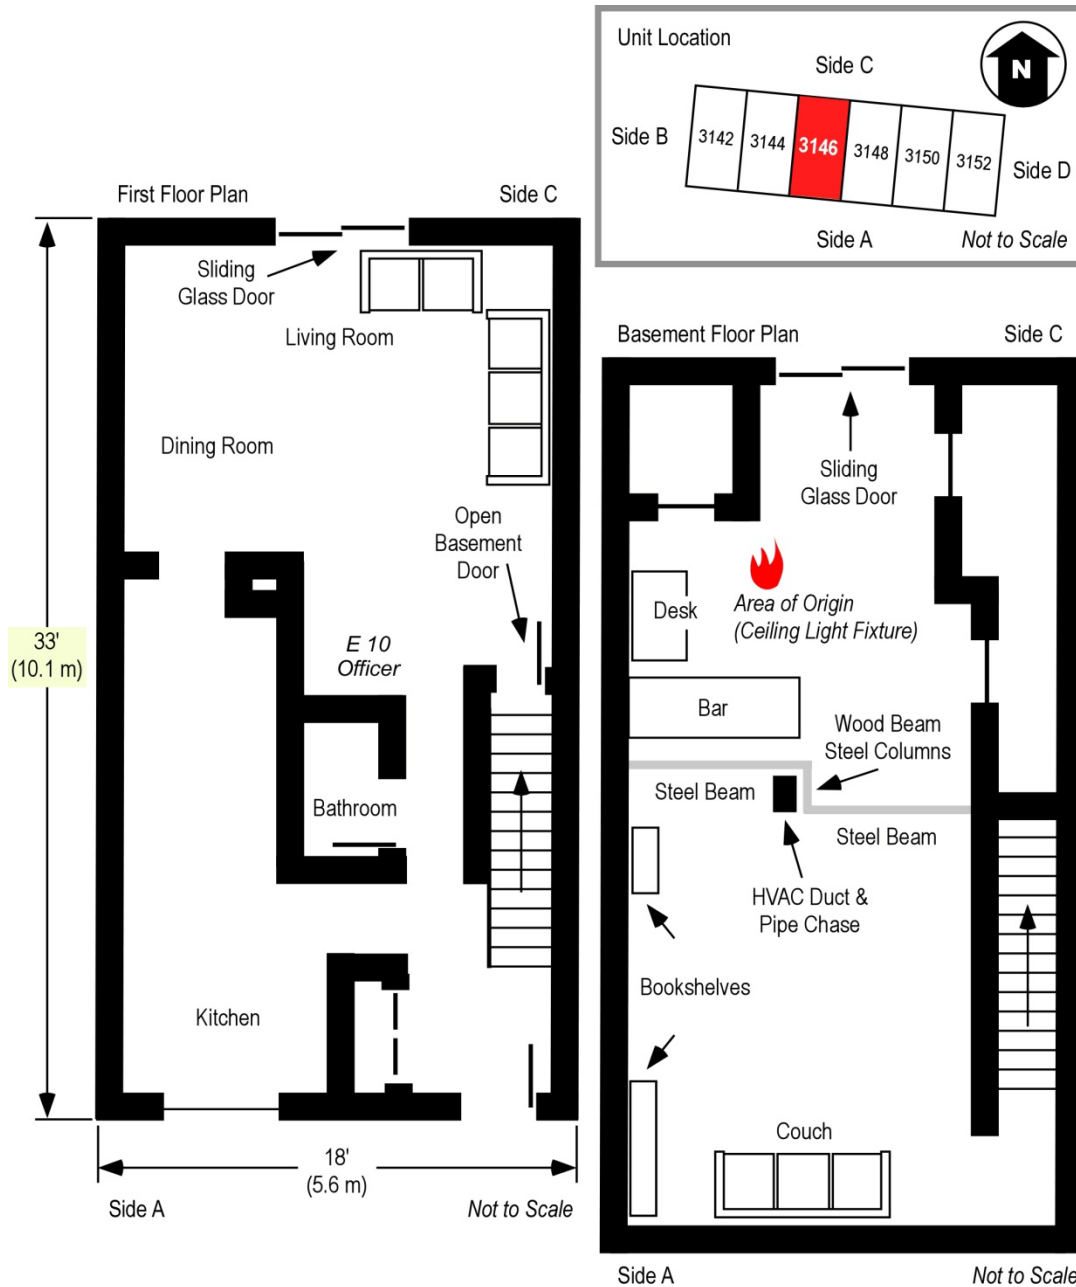 Unit Location
N
Side C
Side B
3142
3144
3146
3148
3150
3152
Side D
Side A
Not to Scale
First Floor Plan
Side C
Sliding
Glass Door
Living Room
Dining Room
Open
Basement
Door
33'
(10.1 m)
E 10
Officer
Bathroom
Kitchen
18'
(5.6 m)
Side A
Not to Scale
Basement Floor Plan
Side C
Sliding
Glass Door
Desk
Area of Origin
(Ceiling Light Fixture)
Bar
Wood Beam
Steel Columns
Steel Beam
Steel Beam
HVAC Duct &
Pipe Chase
Bookshelves
Couch
Side A
Not to Scale